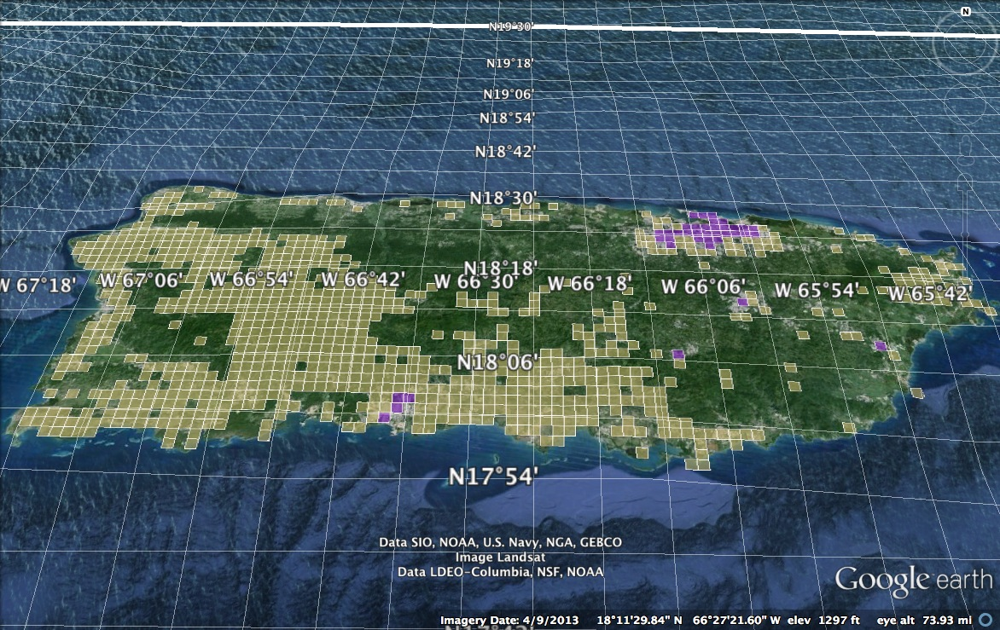 N
N19°30'
N19°18'
N19°06'
N18°54'
N18°42'
N18°30'
N18°18'
W 67°18' W 67°06' W 66°54' W 66°42' W 66°30' W 66°18' W 66°06' W 65°54' W 65°42'
N18°06'
N17°54'
Data SIO, NOAA, U.S. Navy, NGA, GEBCO
Image Landsat
Data LDEO-Columbia, NSF, NOAA
Google earth
Imagery Date: 4/9/2013 18°11'29.84" N 66°27'21.60" W elev 1297 ft eye alt 73.93 mi